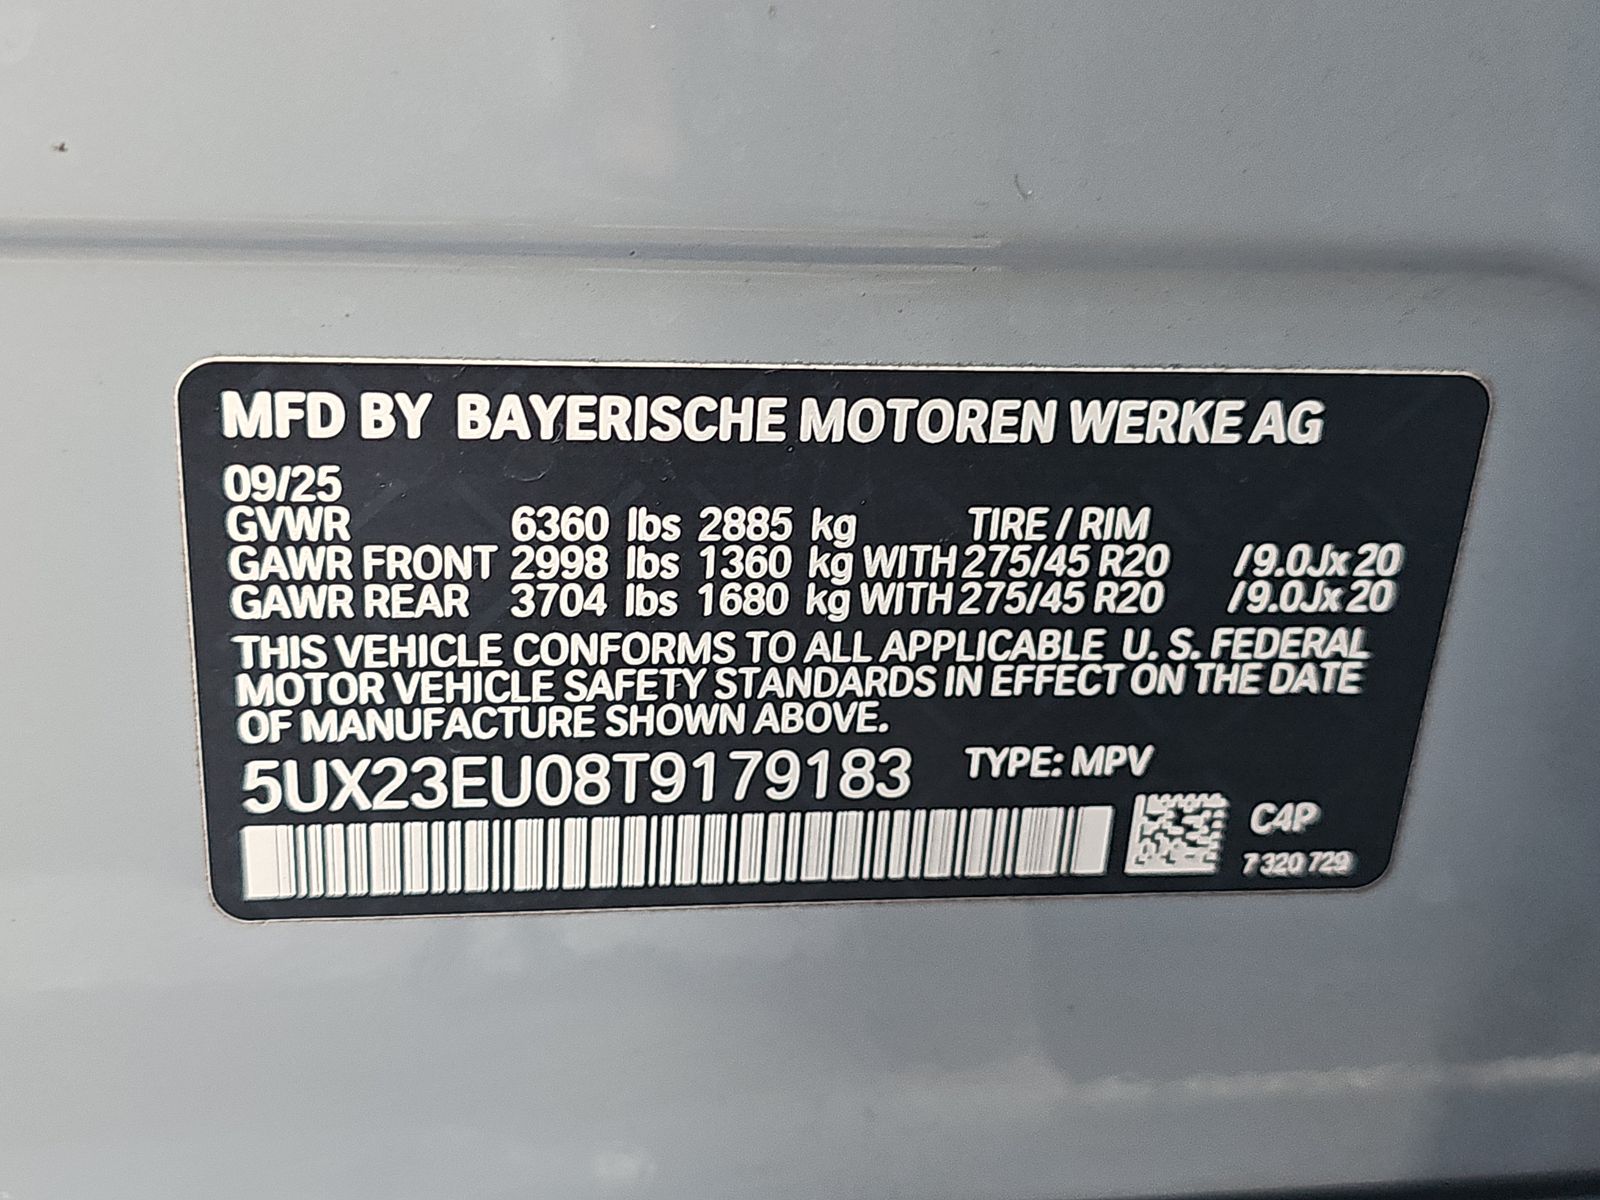 MFD BY BAYERISCHE MOTOREN WERKE AG
09/25
GVWR 6360 lbs 2885 kg TIRE / RIM
GAWR FRONT 2998 lbs 1360 kg WITH 275/45 R20 /9.0Jx20
GAWR REAR 3704 lbs 1680 kg WITH 275/45 R20 /9.0Jx20
THIS VEHICLE CONFORMS TO ALL APPLICABLE U. S. FEDERAL
MOTOR VEHICLE SAFETY STANDARDS IN EFFECT ON THE DATE
OF MANUFACTURE SHOWN ABOVE.
5UX23EU08T9179183 TYPE: MPV
C4P
7 320 729